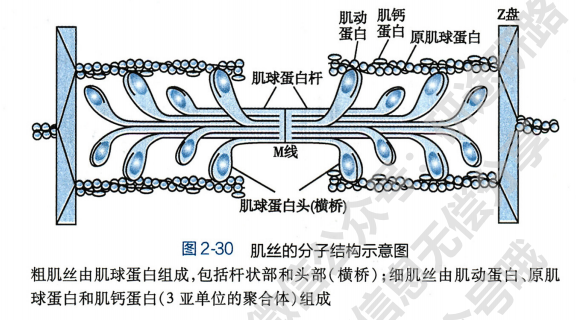 肌动
蛋白
肌钙
蛋白
原肌球蛋白
Z盘
肌球蛋白杆
M线
肌球蛋白头(横桥)
图 2-30 肌丝的分子结构示意图
粗肌丝由肌球蛋白组成,包括杆状部和头部(横桥);细肌丝由肌动蛋白、原肌
球蛋白和肌钙蛋白(3 亚单位的聚合体)组成